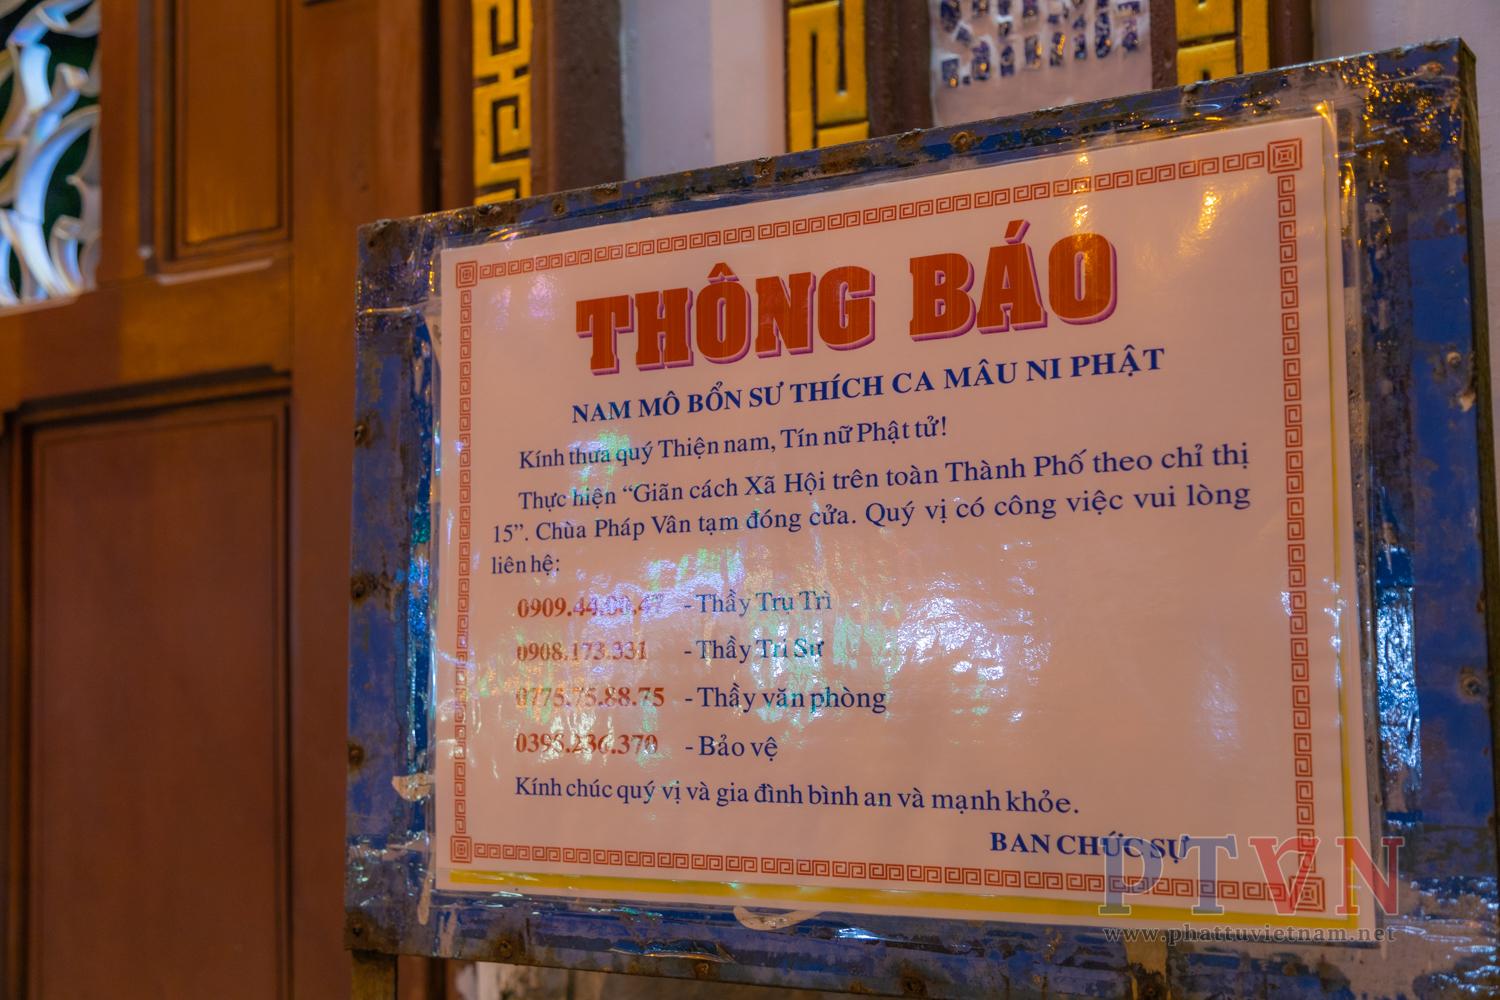 THÔNG BÁO
NAM MÔ BỔN SƯ THÍCH CA MÂU NI PHẬT
Kính thưa quý Thiện nam, Tín nữ Phật tử!
Thực hiện “Giãn cách Xã Hội trên toàn Thành Phố theo chỉ thị
15”. Chùa Pháp Vân tạm đóng cửa. Quý vị có công việc vui lòng
liên hệ:
0909.44.00.47 - Thầy Trụ Trì
0908.173.331 - Thầy Tri Sự
0775.75.88.75 - Thầy văn phòng
- Bảo vệ
Kính chúc quý vị và gia đình bình an và mạnh khỏe.
BAN CHỨC SỰ
PTVN
www.phattuvietnam.net